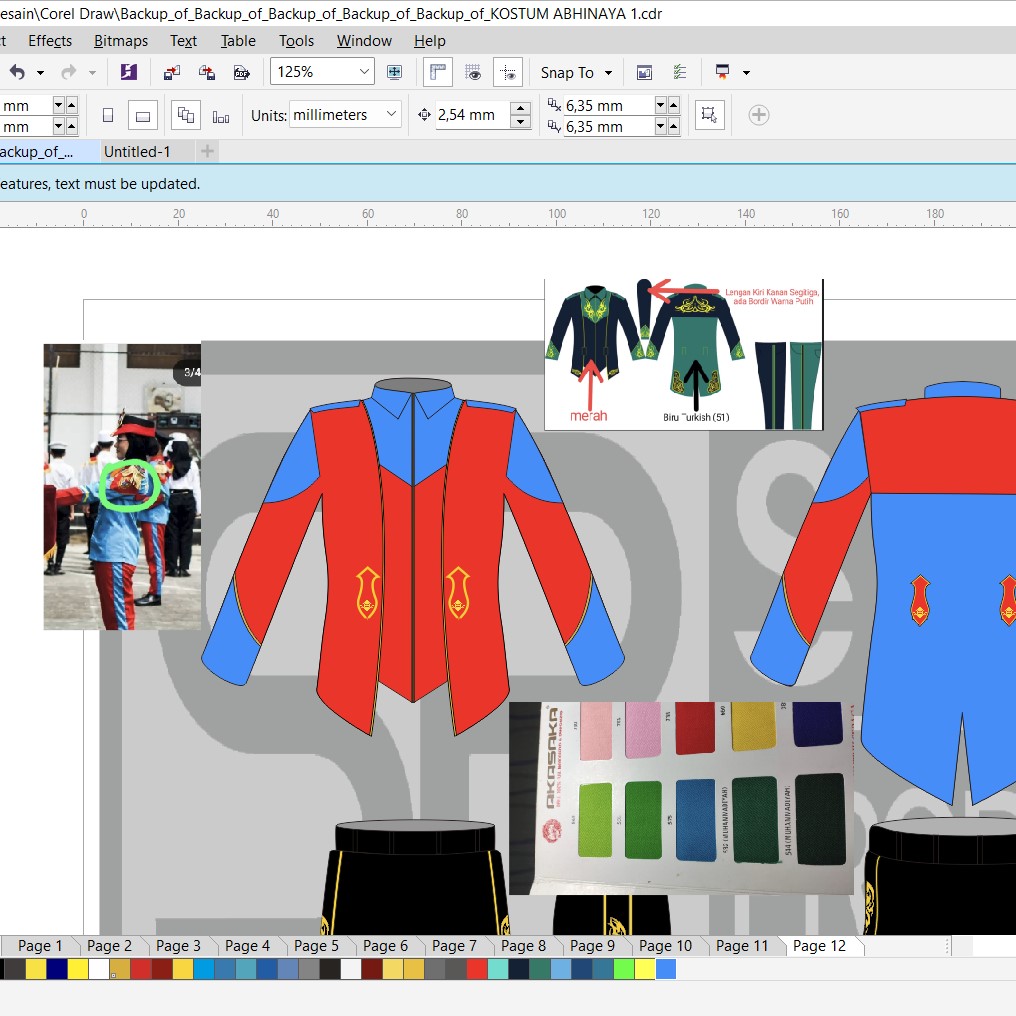 esain\Corel Draw\Backup_of_Backup_of_Backup_of_Backup_of_Backup_of_KOSTUM ABHINAYA 1.cdr
ct Effects Bitmaps Text Table Tools Window Help
125% Snap To
mm Units: millimeters 2,54 mm 6,35 mm
mm 6,35 mm
ackup_of_... Untitled-1
eatures, text must be updated.
0 20 40 60 80 100 120 140 160 180
Lengan Kiri Kanan Segitiga,
ada Bordir Warna Putih
3/4
merah
Biru Turkish (51)
AKASAKA
Page 1 Page 2 Page 3 Page 4 Page 5 Page 6 Page 7 Page 8 Page 9 Page 10 Page 11 Page 12